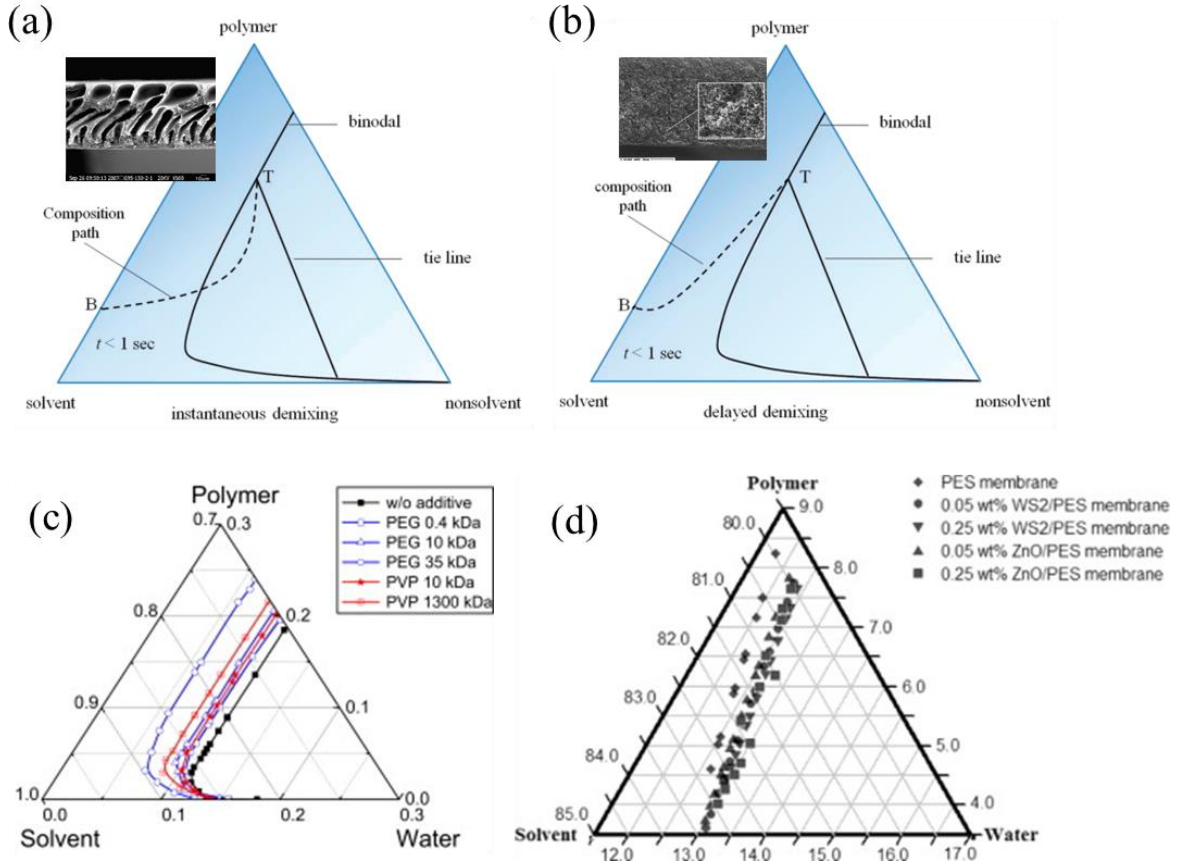 (a)
polymer
binodal
T
Composition
path
tie line
B
t < 1 sec
solvent
nonsolvent
instantaneous demixing
(b)
polymer
binodal
T
composition
path
tie line
B
t < 1 sec
solvent
nonsolvent
delayed demixing
(c)
Polymer
0.7
0.3
0.8
0.2
0.9
0.1
1.0
0.0
0.0
0.1
0.2
0.3
Solvent
Water
w/o additive
PEG 0.4 kDa
PEG 10 kDa
PEG 35 kDa
PVP 10 kDa
PVP 1300 kDa
(d)
Polymer
9.0
80.0
8.0
81.0
7.0
82.0
6.0
83.0
5.0
84.0
4.0
85.0
Solvent
Water
12.0 13.0 14.0 15.0 16.0 17.0
PES membrane
0.05 wt% WS2/PES membrane
0.25 wt% WS2/PES membrane
0.05 wt% ZnO/PES membrane
0.25 wt% ZnO/PES membrane